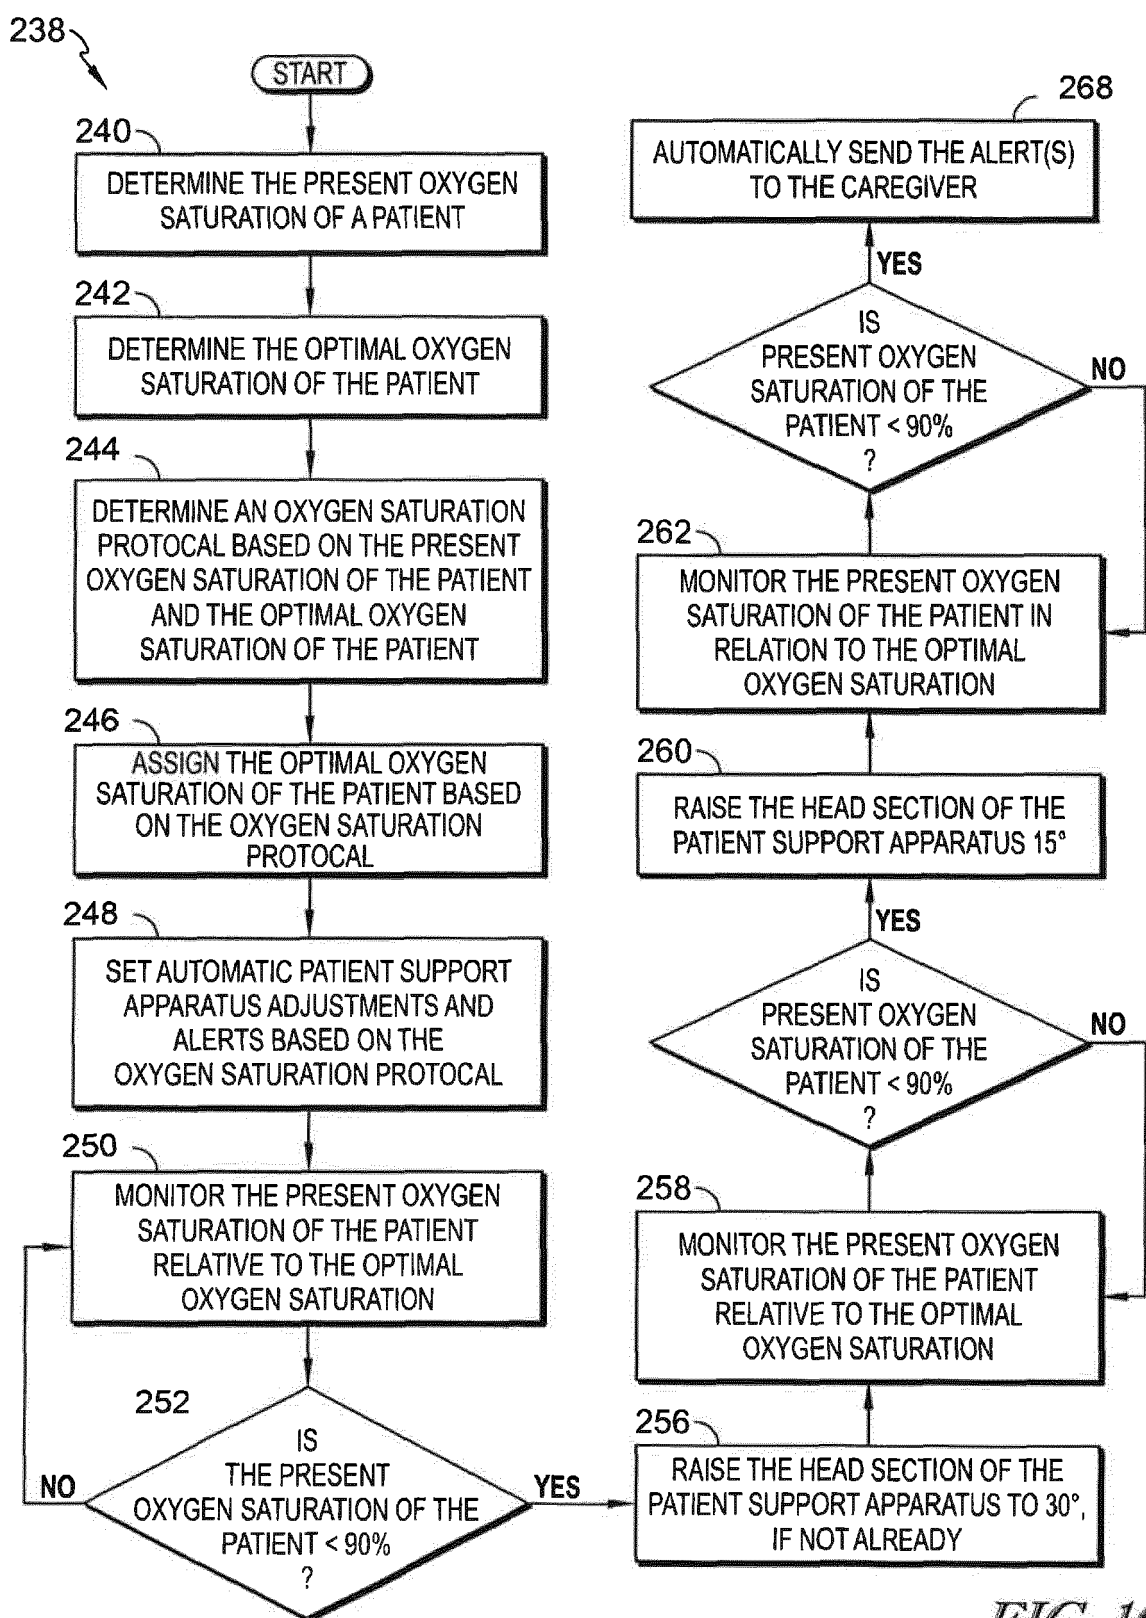 238
START
240
DETERMINE THE PRESENT OXYGEN
SATURATION OF A PATIENT
242
DETERMINE THE OPTIMAL OXYGEN
SATURATION OF THE PATIENT
244
DETERMINE AN OXYGEN SATURATION
PROTOCAL BASED ON THE PRESENT
OXYGEN SATURATION OF THE PATIENT
AND THE OPTIMAL OXYGEN
SATURATION OF THE PATIENT
246
ASSIGN THE OPTIMAL OXYGEN
SATURATION OF THE PATIENT BASED
ON THE OXYGEN SATURATION
PROTOCAL
248
SET AUTOMATIC PATIENT SUPPORT
APPARATUS ADJUSTMENTS AND
ALERTS BASED ON THE
OXYGEN SATURATION PROTOCAL
250
MONITOR THE PRESENT OXYGEN
SATURATION OF THE PATIENT
RELATIVE TO THE OPTIMAL
OXYGEN SATURATION
252
IS
THE PRESENT
OXYGEN SATURATION OF THE
PATIENT < 90%
?
NO
YES
256
RAISE THE HEAD SECTION OF THE
PATIENT SUPPORT APPARATUS TO 30°,
IF NOT ALREADY
258
MONITOR THE PRESENT OXYGEN
SATURATION OF THE PATIENT
RELATIVE TO THE OPTIMAL
OXYGEN SATURATION
IS
PRESENT OXYGEN
SATURATION OF THE
PATIENT < 90%
?
NO
YES
260
RAISE THE HEAD SECTION OF THE
PATIENT SUPPORT APPARATUS 15°
262
MONITOR THE PRESENT OXYGEN
SATURATION OF THE PATIENT IN
RELATION TO THE OPTIMAL
OXYGEN SATURATION
IS
PRESENT OXYGEN
SATURATION OF THE
PATIENT < 90%
?
NO
YES
268
AUTOMATICALLY SEND THE ALERT(S)
TO THE CAREGIVER
FIG.